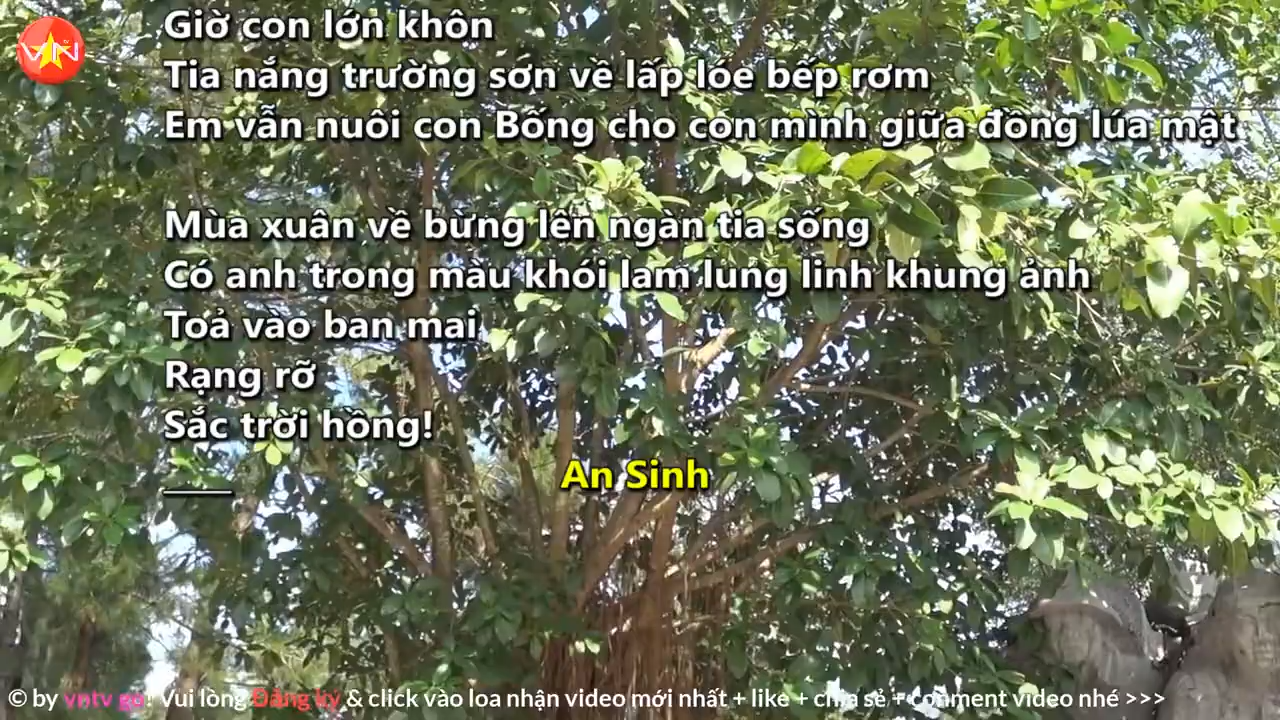 Giờ con lớn khôn
Tia nắng trường sơn về lấp lóe bếp rơm
Em vẫn nuôi con Bống cho con mình giữa đồng lúa mật
Mùa xuân về bừng lên ngàn tia sống
Có anh trong màu khói lam lung linh khung ảnh
Toả vào ban mai
Rạng rỡ
Sắc trời hồng!
An Sinh
VN
© by vntv go! Vui lòng Đăng ký & click vào loa nhận video mới nhất + like + chia sẻ + comment video nhé >>>